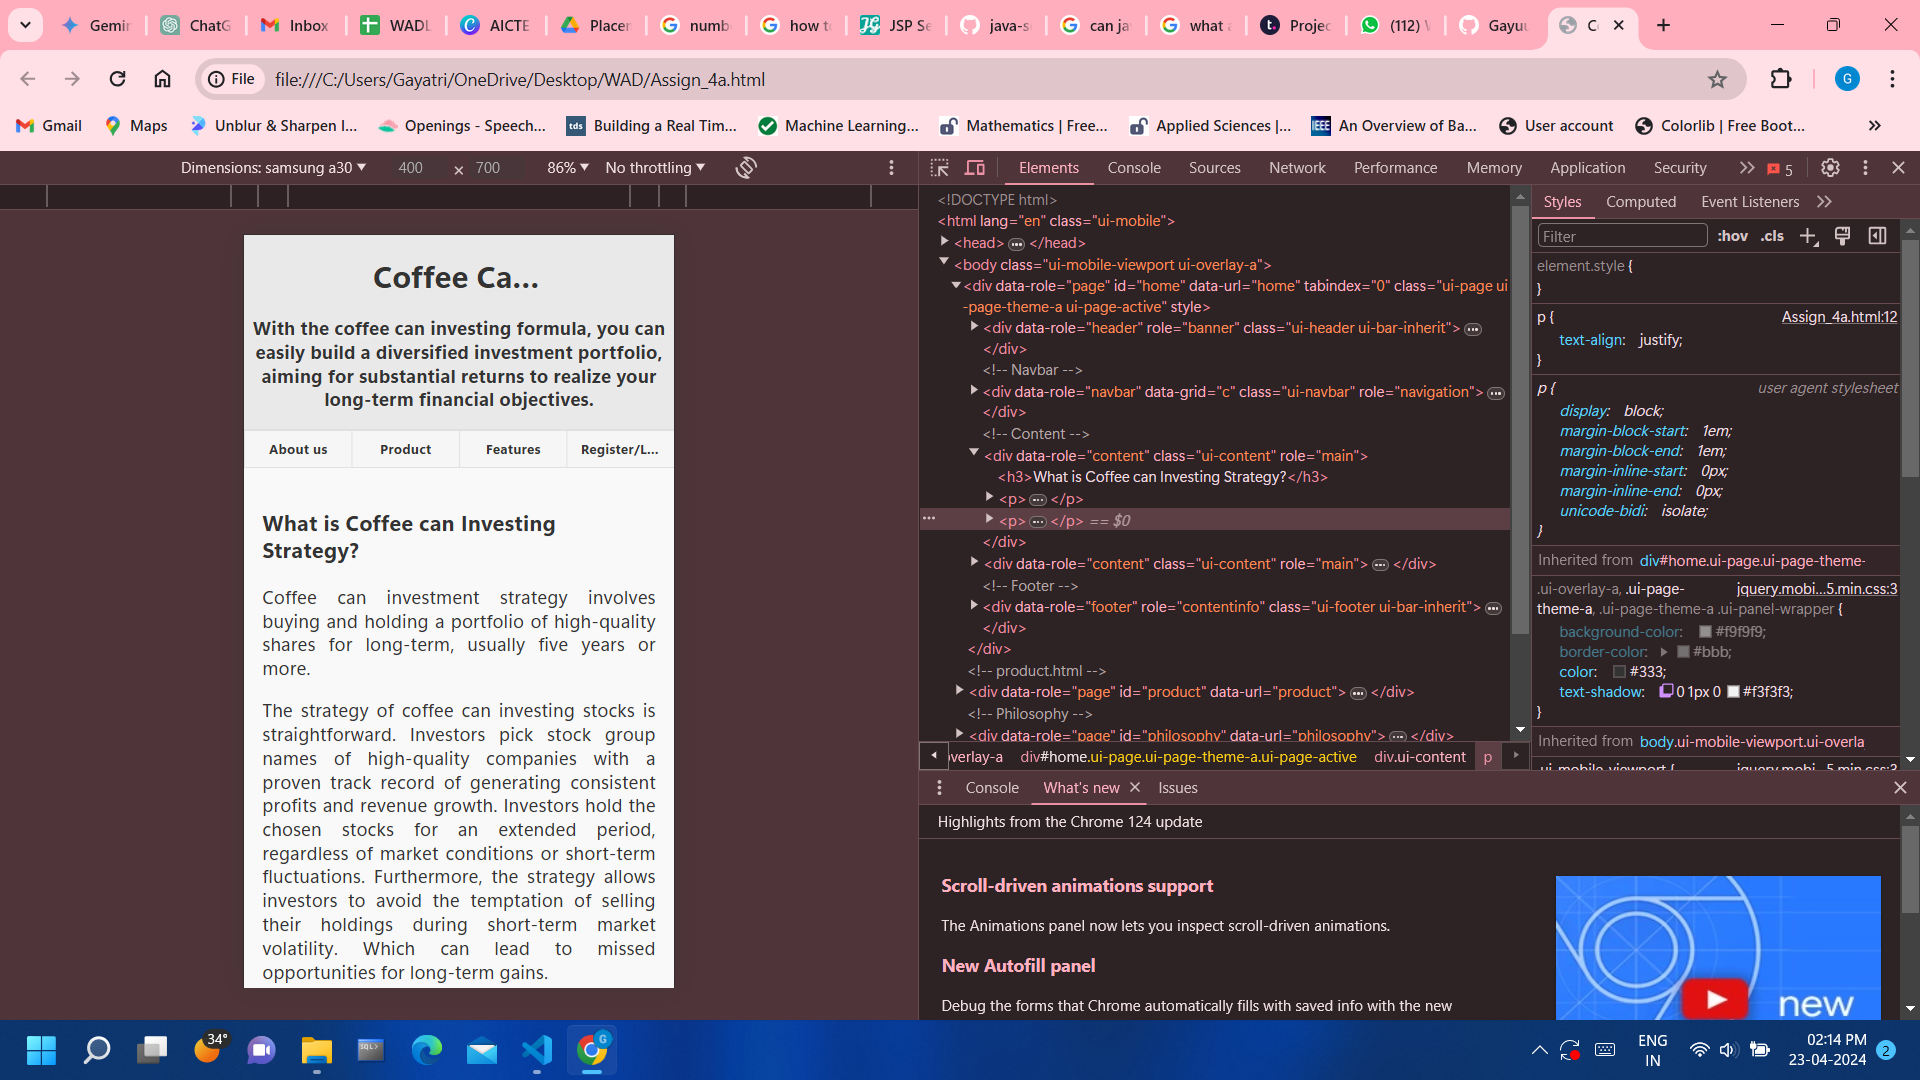 Gemir
ChatG
Inbox
WADL
AICTE
Placer
numb
how to
JSP Se
java-se
can ja
what a
Projec
(112) W
Gayu
Co
File
file:///C:/Users/Gayatri/OneDrive/Desktop/WAD/Assign_4a.html
G
Gmail
Maps
Unblur & Sharpen I...
Openings - Speech...
tds
Building a Real Tim...
Machine Learning...
Mathematics | Free...
Applied Sciences |...
IEEE
An Overview of Ba...
User account
Colorlib | Free Boot...
Dimensions: samsung a30
400
×
700
86%
No throttling
Elements
Console
Sources
Network
Performance
Memory
Application
Security
5
Coffee Ca...
With the coffee can investing formula, you can
easily build a diversified investment portfolio,
aiming for substantial returns to realize your
long-term financial objectives.
About us
Product
Features
Register/L...
What is Coffee can Investing
Strategy?
Coffee can investment strategy involves
buying and holding a portfolio of high-quality
shares for long-term, usually five years or
more.
The strategy of coffee can investing stocks is
straightforward. Investors pick stock group
names of high-quality companies with a
proven track record of generating consistent
profits and revenue growth. Investors hold the
chosen stocks for an extended period,
regardless of market conditions or short-term
fluctuations. Furthermore, the strategy allows
investors to avoid the temptation of selling
their holdings during short-term market
volatility. Which can lead to missed
opportunities for long-term gains.
<!DOCTYPE html>
<html lang="en" class="ui-mobile">
<head> ••• </head>
<body class="ui-mobile-viewport ui-overlay-a">
<div data-role="page" id="home" data-url="home" tabindex="0" class="ui-page ui
-page-theme-a ui-page-active" style>
<div data-role="header" role="banner" class="ui-header ui-bar-inherit"> •••
</div>
<!-- Navbar -->
<div data-role="navbar" data-grid="c" class="ui-navbar" role="navigation"> •••
</div>
<!-- Content -->
<div data-role="content" class="ui-content" role="main">
<h3>What is Coffee can Investing Strategy?</h3>
<p> ••• </p>
••• <p> ••• </p> == $0
</div>
<div data-role="content" class="ui-content" role="main"> ••• </div>
<!-- Footer -->
<div data-role="footer" role="contentinfo" class="ui-footer ui-bar-inherit"> •••
</div>
</div>
<!-- product.html -->
<div data-role="page" id="product" data-url="product"> ••• </div>
<!-- Philosophy -->
<div data-role="page" id="philosophy" data-url="philosophy"> ••• </div>
verlay-a
div#home.ui-page.ui-page-theme-a.ui-page-active
div.ui-content
p
Styles
Computed
Event Listeners
Filter
:hov
.cls
element.style {
}
p {
Assign_4a.html:12
text-align: justify;
}
p {
user agent stylesheet
display: block;
margin-block-start: 1em;
margin-block-end: 1em;
margin-inline-start: 0px;
margin-inline-end: 0px;
unicode-bidi: isolate;
}
Inherited from div#home.ui-page.ui-page-theme-
.ui-overlay-a, .ui-page-
jquery.mobi...5.min.css:3
theme-a, .ui-page-theme-a .ui-panel-wrapper {
background-color: #f9f9f9;
border-color: #bbb;
color: #333;
text-shadow: 0 1px 0 #f3f3f3;
}
Inherited from body.ui-mobile-viewport.ui-overla
.ui-mobile-viewport {
jquery.mobi...5.min.css:3
Console
What's new
Issues
Highlights from the Chrome 124 update
Scroll-driven animations support
The Animations panel now lets you inspect scroll-driven animations.
New Autofill panel
Debug the forms that Chrome automatically fills with saved info with the new
new
34°
SQL>
G
ENG
IN
02:14 PM
23-04-2024
2